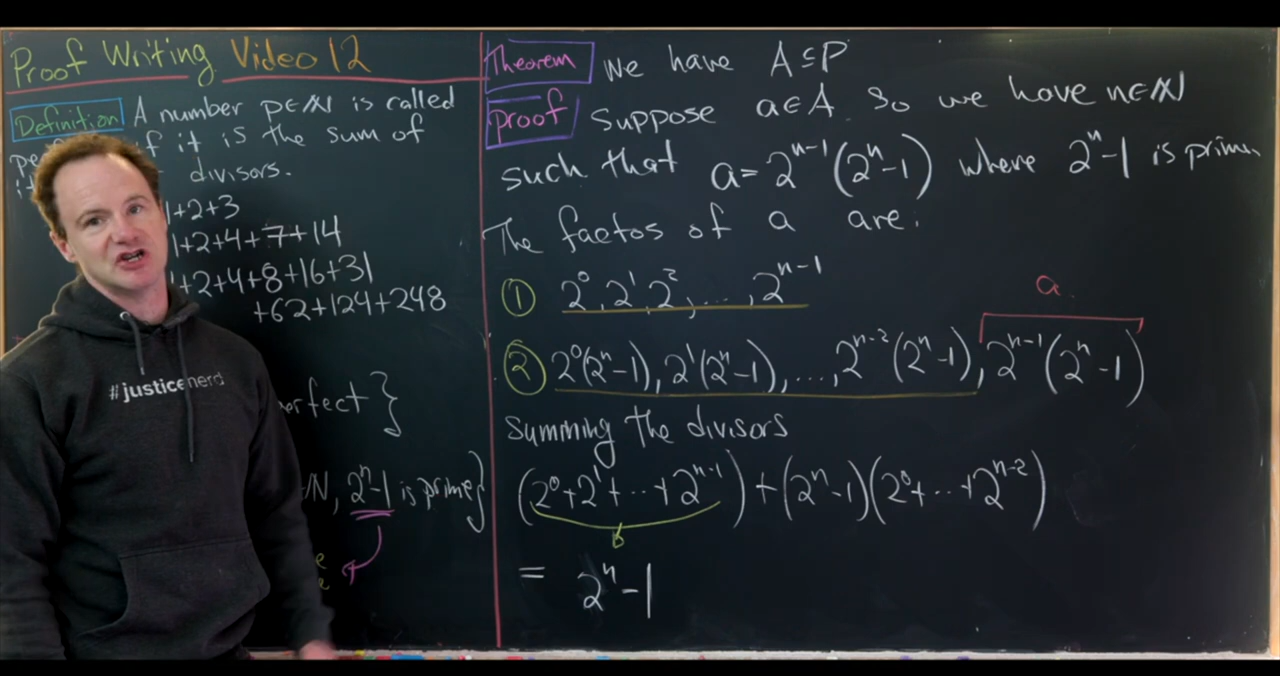 Proof Writing Video 12
Definition A number p∈ℕ is called
if it is the sum of
divisors.
1+2+3
1+2+4+7+14
1+2+4+8+16+31
+62+124+248
perfect }
ℕ, 2ⁿ-1 is prime}
#justicenerd
Theorem we have A⊆P
Proof Suppose a∈A so we have n∈ℕ
such that a=2ⁿ⁻¹(2ⁿ-1) where 2ⁿ-1 is prime.
The factos of a are:
① 2⁰,2¹,2²,...,2ⁿ⁻¹
a
② 2⁰(2ⁿ-1),2¹(2ⁿ-1),...,2ⁿ⁻²(2ⁿ-1),2ⁿ⁻¹(2ⁿ-1)
Summing the divisors
(2⁰+2¹+...+2ⁿ⁻¹)+(2ⁿ-1)(2⁰+...+2ⁿ⁻²)
= 2ⁿ-1